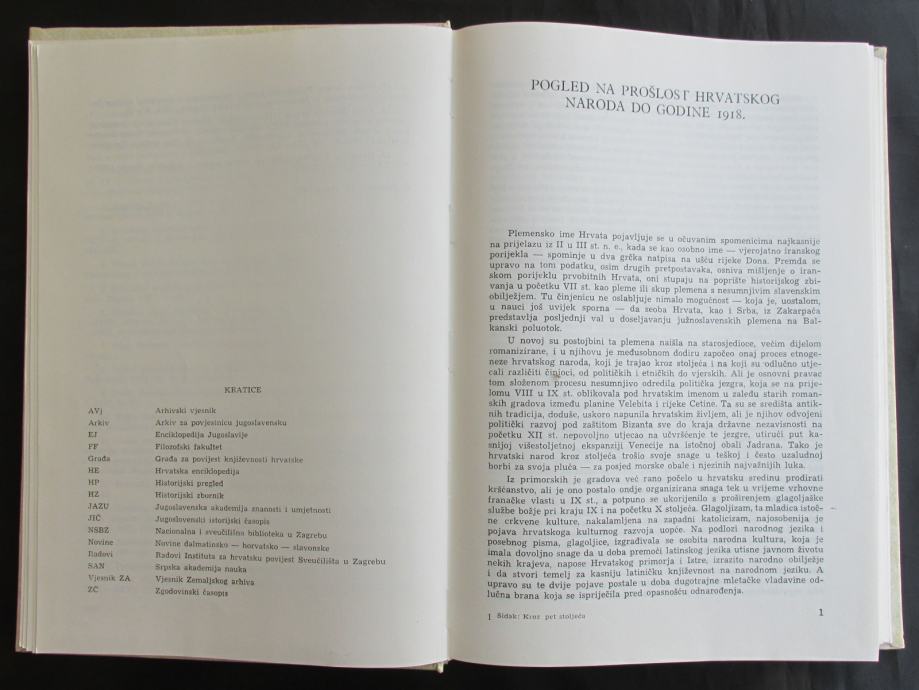 KRATICE
AVj Arhivski vjesnik
Arkiv Arkiv za povjesnicu jugoslavensku
EJ Enciklopedija Jugoslavije
FF Filozofski fakultet
Građa Građa za povijest književnosti hrvatske
HE Hrvatska enciklopedija
HP Historijski pregled
HZ Historijski zbornik
JAZU Jugoslavenska akademija znanosti i umjetnosti
JIČ Jugoslovenski istorijski časopis
NSBZ Nacionalna i sveučilišna biblioteka u Zagrebu
Novine Novine dalmatinsko — horvatsko — slavonske
Radovi Radovi Instituta za hrvatsku povijest Sveučilišta u Zagrebu
SAN Srpska akademija nauka
Vjesnik ZA Vjesnik Zemaljskog arhiva
ZČ Zgodovinski časopis
POGLED NA PROŠLOST HRVATSKOG
NARODA DO GODINE 1918.
Plemensko ime Hrvata pojavljuje se u očuvanim spomenicima najkasnije
na prijelazu iz II u III st. n. e., kada se kao osobno ime — vjerojatno iranskog
porijekla — spominje u dva grčka natpisa na ušću rijeke Dona. Premda se
upravo na tom podatku, osim drugih pretpostavaka, osniva mišljenje o iran-
skom porijeklu prvobitnih Hrvata, oni stupaju na poprište historijskog zbi-
vanja u početku VII st. kao pleme ili skup plemena s nesumnjivim slavenskim
obilježjem. Tu činjenicu ne oslabljuje nimalo mogućnost — koja je, uostalom,
u nauci još uvijek sporna — da seoba Hrvata, kao i Srba, iz Zakarpaća
predstavlja posljednji val u doseljavanju južnoslavenskih plemena na Bal-
kanski poluotok.
U novoj su postojbini ta plemena naišla na starosjedioce, većim dijelom
romanizirane, i u njihovu je međusobnom dodiru započeo onaj proces etnoge-
neze hrvatskog naroda, koji je trajao kroz stoljeća i na koji su odlučno utje-
cali različiti činioci, od političkih i etničkih do vjerskih. Ali je osnovni pravac
tom složenom procesu nesumnjivo odredila politička jezgra, koja se na prije-
lomu VIII u IX st. oblikovala pod hrvatskim imenom u zaleđu starih roman-
skih gradova između planine Velebita i rijeke Cetine. Ta su se središta antik-
nih tradicija, doduše, uskoro napunila hrvatskim življem, ali je njihov odvojeni
politički razvoj pod zaštitom Bizanta sve do kraja državne nezavisnosti na
početku XII st. nepovoljno utjecao na učvršćenje te jezgre, utirući put ka-
snijoj višestoljetnoj ekspanziji Venecije na istočnoj obali Jadrana. Tako je
hrvatski narod kroz stoljeća trošio svoje snage u teškoj i često uzaludnoj
borbi za svoja pluća — za posjed morske obale i njezinih najvažnijih luka.
Iz primorskih je gradova već rano počelo u hrvatsku sredinu prodirati
kršćanstvo, ali je ono postalo ondje organizirana snaga tek u vrijeme vrhovne
franačke vlasti u IX st., a potpuno se ukorijenilo s proširenjem glagoljaške
službe božje pri kraju IX i na početku X stoljeća. Glagoljizam, ta mladica istoč-
ne crkvene kulture, nakalamljena na zapadni katolicizam, najosobenija je
pojava hrvatskoga kulturnog razvoja uopće. Na podlozi narodnog jezika i
posebnog pisma, glagoljice, izgrađivala se osobita narodna kultura, koja je
imala dovoljno snage da u doba premoći latinskog jezika utisne javnom životu
nekih krajeva, napose Hrvatskog primorja i Istre, izrazito narodno obilježje
i da stvori temelj za kasniju latiničku književnost na narodnom jeziku. A
upravo su te dvije pojave postale u doba dugotrajne mletačke vladavine od-
lučna brana koja se ispriječila pred opasnošću odnarođenja.
1 Šidak: Kroz pet stoljeća
1